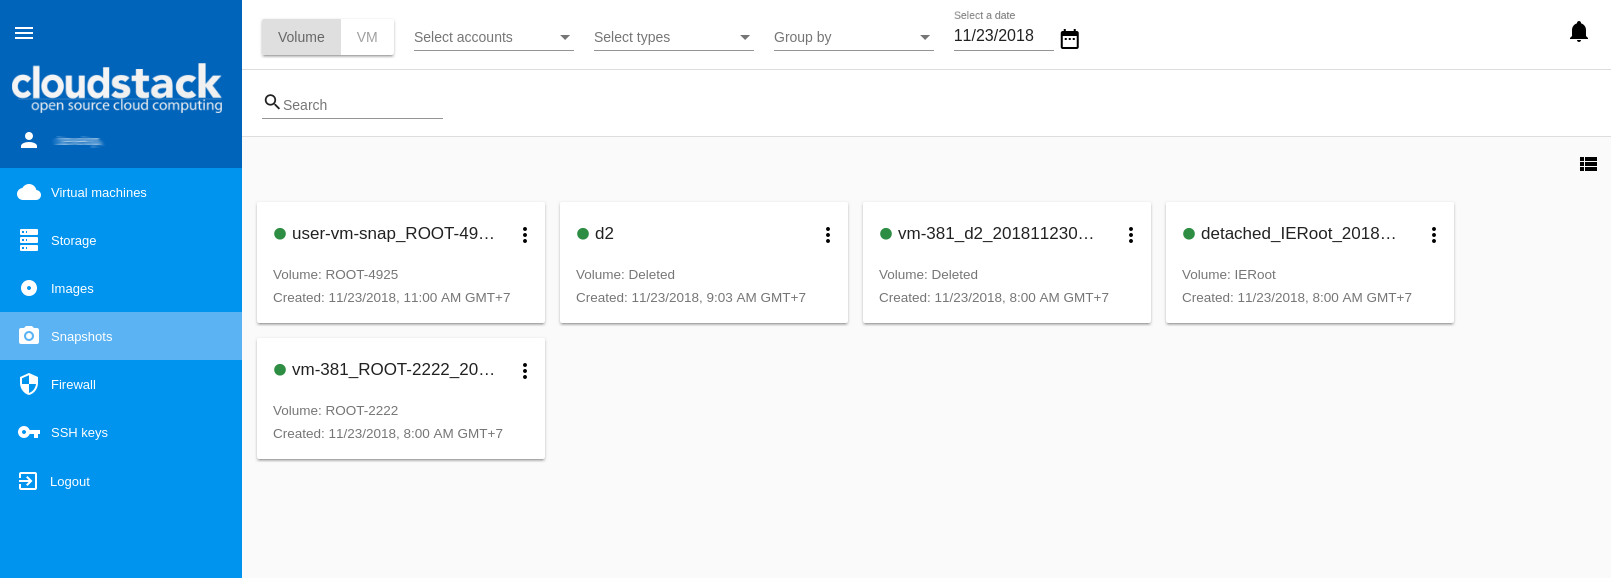 cloudstack
open source cloud computing
Virtual machines
Storage
Images
Snapshots
Firewall
SSH keys
Logout
Volume VM Select accounts Select types Group by
Select a date
11/23/2018
Search
user-vm-snap_ROOT-49…
Volume: ROOT-4925
Created: 11/23/2018, 11:00 AM GMT+7
d2
Volume: Deleted
Created: 11/23/2018, 9:03 AM GMT+7
vm-381_d2_201811230…
Volume: Deleted
Created: 11/23/2018, 8:00 AM GMT+7
detached_IERoot_2018…
Volume: IERoot
Created: 11/23/2018, 8:00 AM GMT+7
vm-381_ROOT-2222_20…
Volume: ROOT-2222
Created: 11/23/2018, 8:00 AM GMT+7